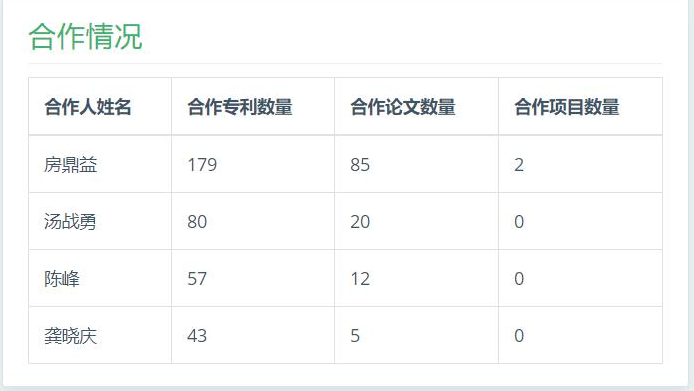 合作情况
合作人姓名 合作专利数量 合作论文数量 合作项目数量
房鼎益 179 85 2
汤战勇 80 20 0
陈峰 57 12 0
龚晓庆 43 5 0